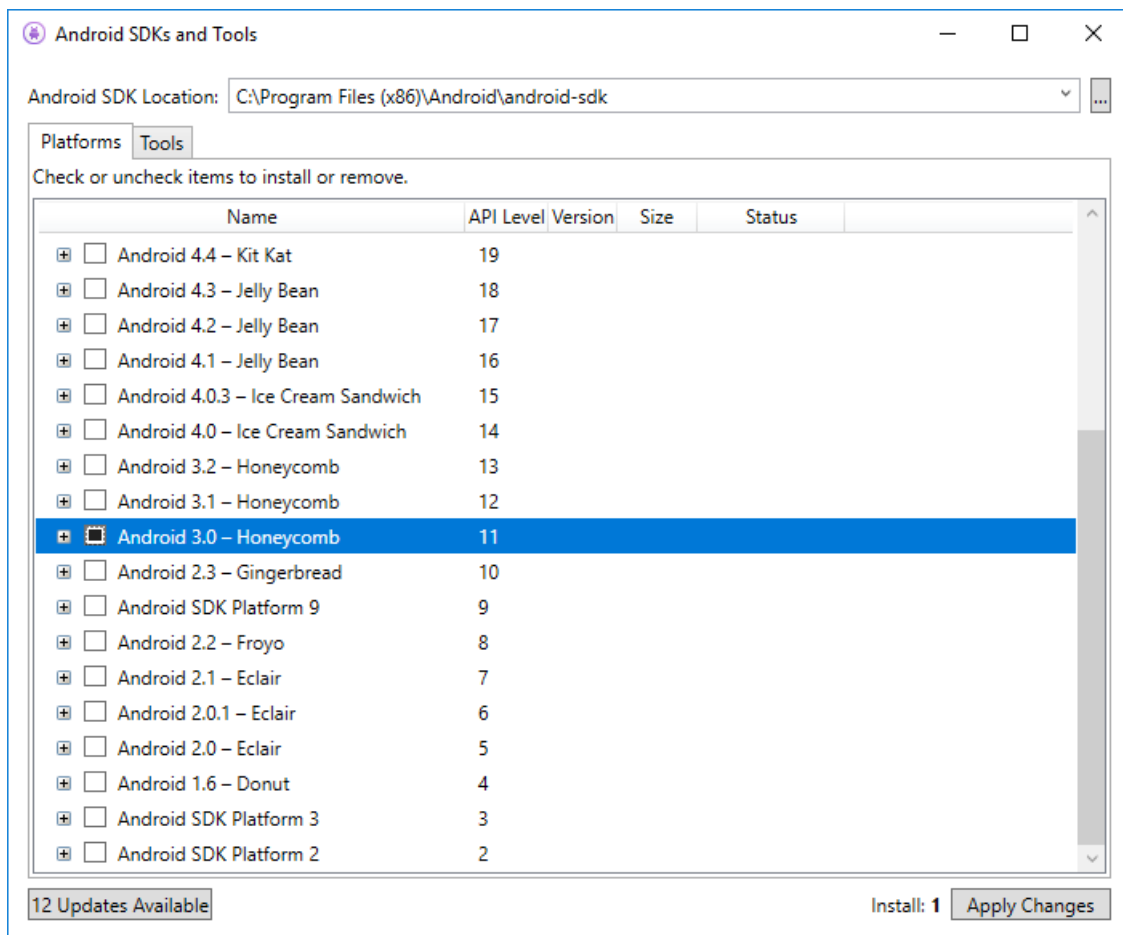 Android SDKs and Tools
Android SDK Location: C:\Program Files (x86)\Android\android-sdk ...
Platforms Tools
Check or uncheck items to install or remove.
Name API Level Version Size Status
Android 4.4 – Kit Kat 19
Android 4.3 – Jelly Bean 18
Android 4.2 – Jelly Bean 17
Android 4.1 – Jelly Bean 16
Android 4.0.3 – Ice Cream Sandwich 15
Android 4.0 – Ice Cream Sandwich 14
Android 3.2 – Honeycomb 13
Android 3.1 – Honeycomb 12
Android 3.0 – Honeycomb 11
Android 2.3 – Gingerbread 10
Android SDK Platform 9 9
Android 2.2 – Froyo 8
Android 2.1 – Eclair 7
Android 2.0.1 – Eclair 6
Android 2.0 – Eclair 5
Android 1.6 – Donut 4
Android SDK Platform 3 3
Android SDK Platform 2 2
12 Updates Available Install: 1 Apply Changes